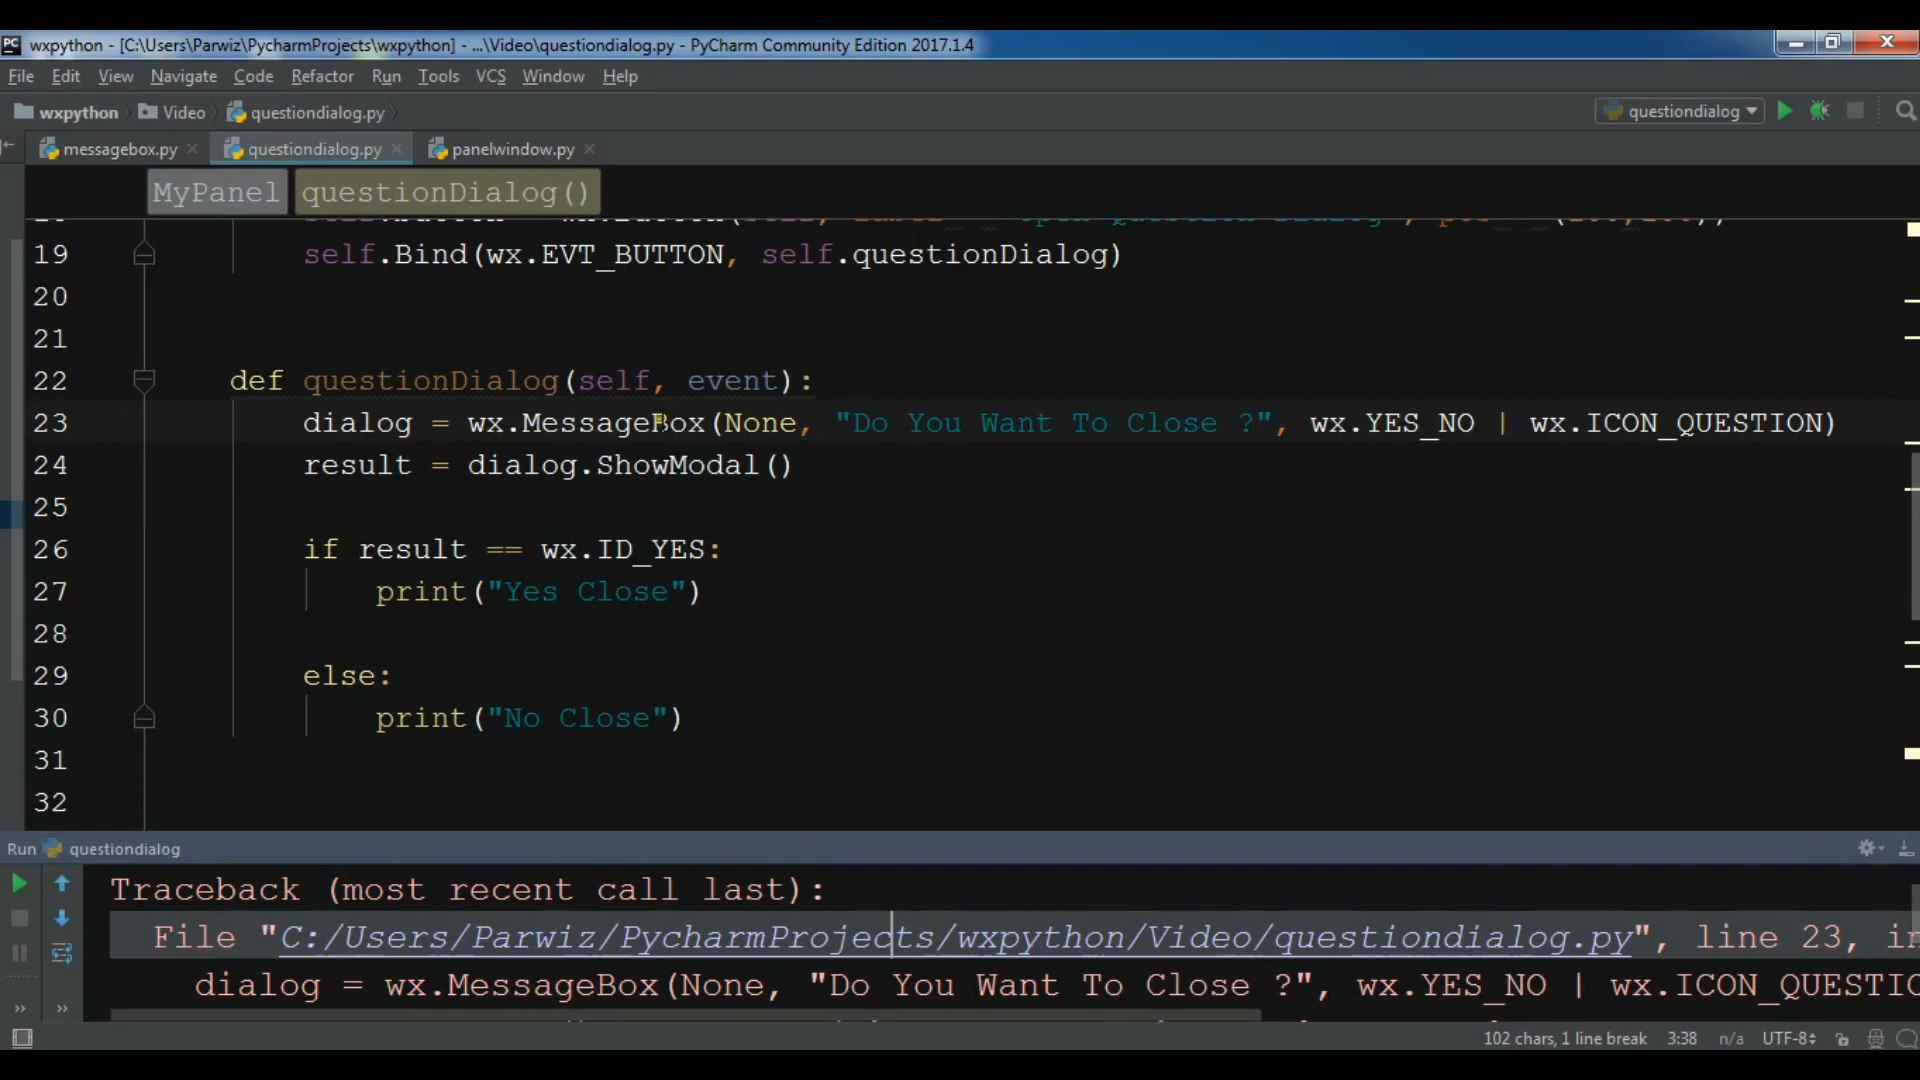 PC wxpython - [C:\Users\Parwiz\PycharmProjects\wxpython] - ...\Video\questiondialog.py - PyCharm Community Edition 2017.1.4
File Edit View Navigate Code Refactor Run Tools VCS Window Help
wxpython Video questiondialog.py questiondialog
messagebox.py questiondialog.py panelwindow.py
MyPanel questionDialog()
19 self.Bind(wx.EVT_BUTTON, self.questionDialog)
20
21
22 def questionDialog(self, event):
23 dialog = wx.MessageBox(None, "Do You Want To Close ?", wx.YES_NO | wx.ICON_QUESTION)
24 result = dialog.ShowModal()
25
26 if result == wx.ID_YES:
27 print("Yes Close")
28
29 else:
30 print("No Close")
31
32
Run questiondialog
Traceback (most recent call last):
File "C:/Users/Parwiz/PycharmProjects/wxpython/Video/questiondialog.py", line 23, in
dialog = wx.MessageBox(None, "Do You Want To Close ?", wx.YES_NO | wx.ICON_QUESTIO
102 chars, 1 line break 3:38 n/a UTF-8